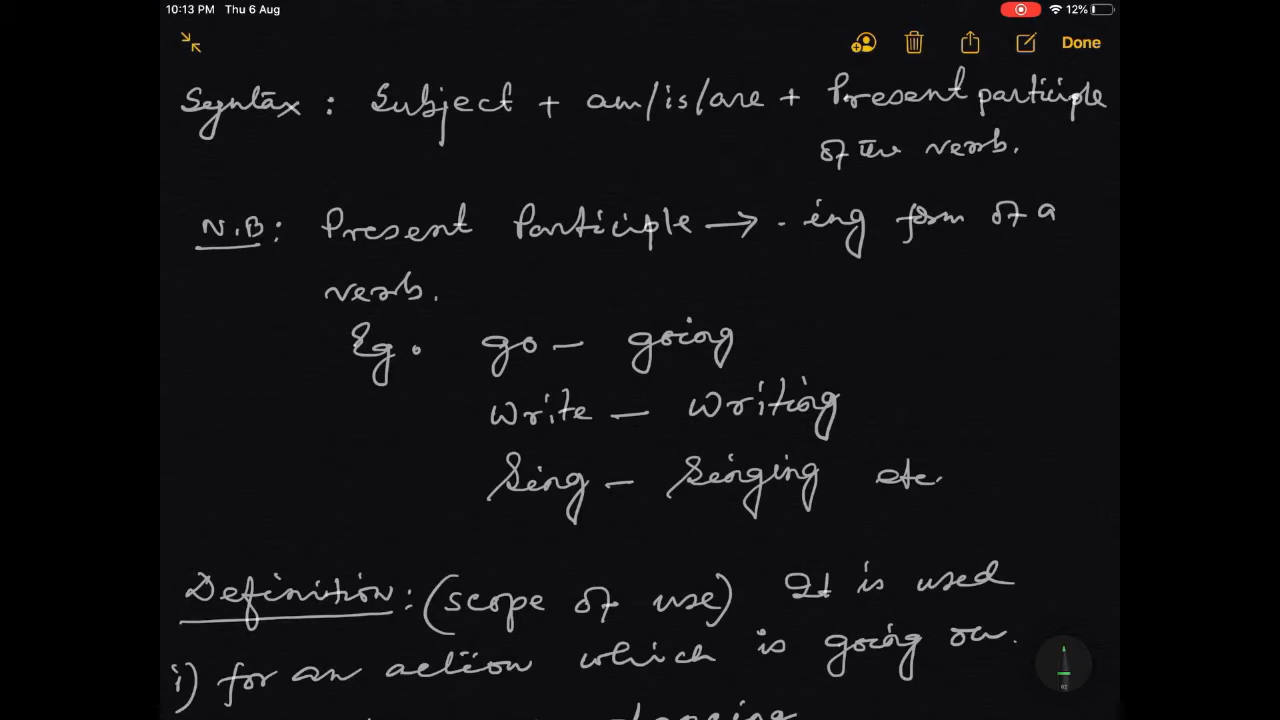 10:13 PM Thu 6 Aug 12%
Done
Syntax : Subject + am/is/are + Present participle
of the verb.
N.B: Present Participle → -ing form of a
verb.
Eg. go - going
write - writing
Sing - Singing etc.
Definition: (scope of use) It is used
i) for an action which is going on.